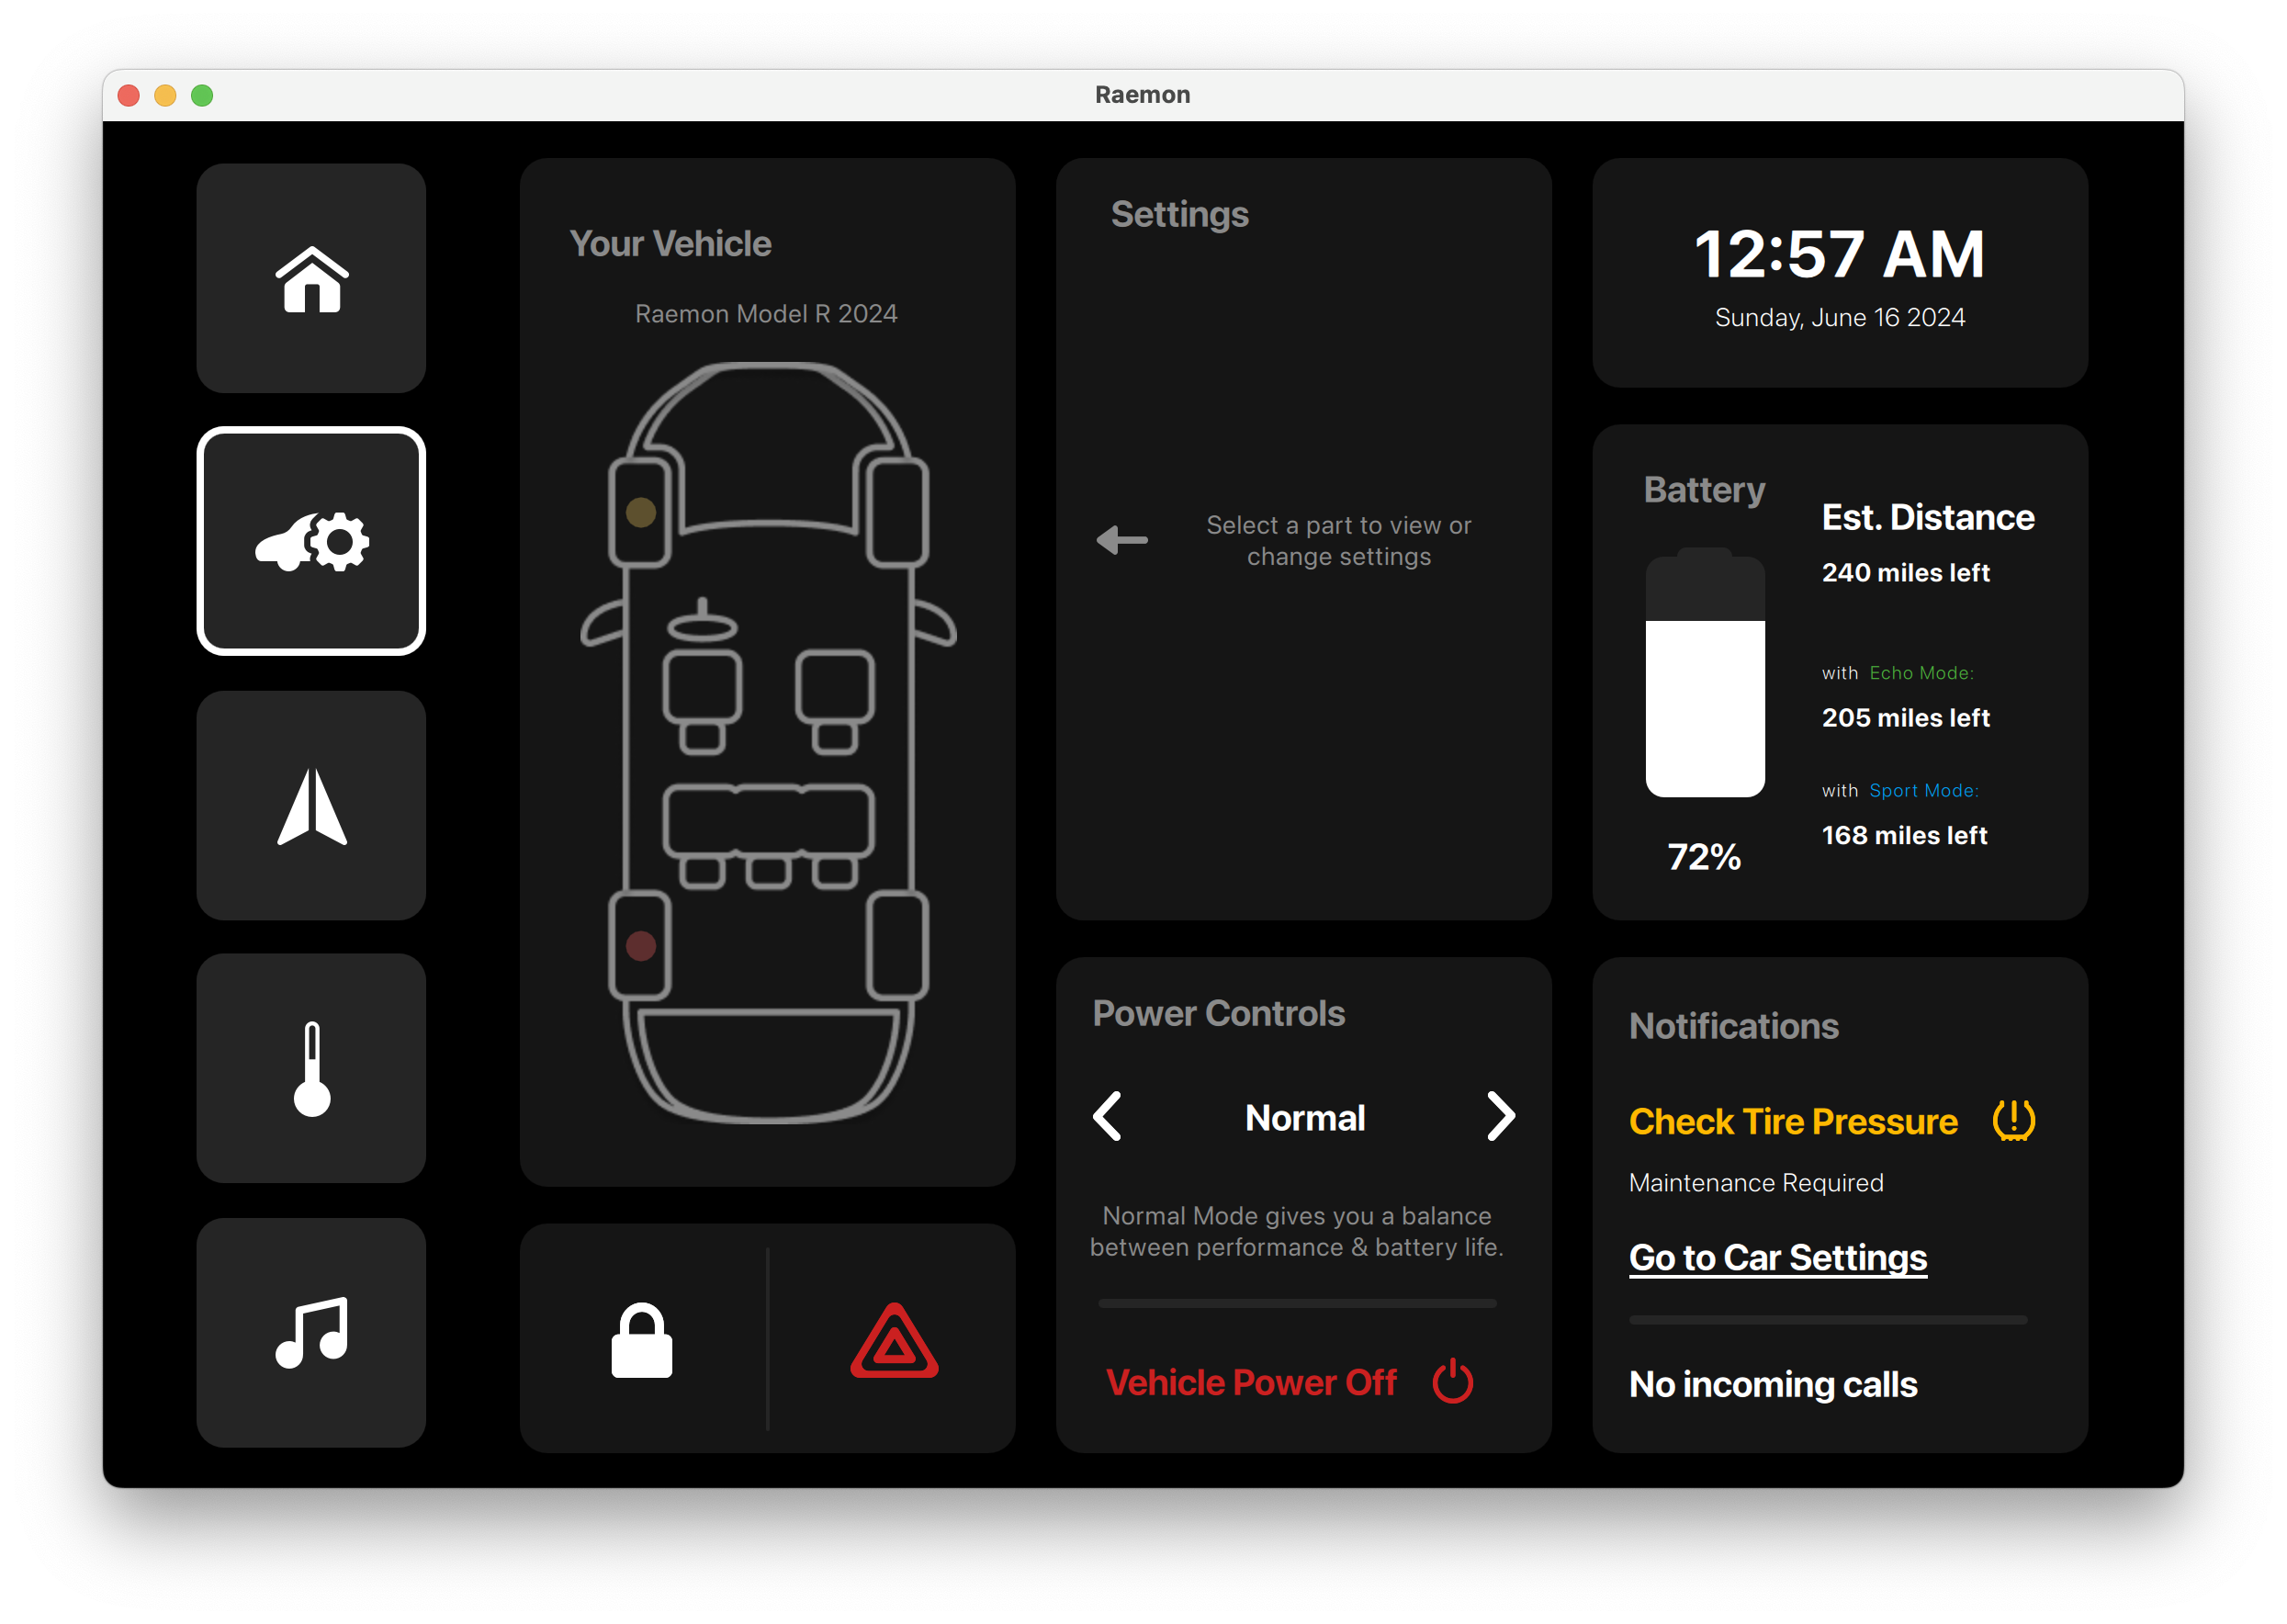 Raemon
Your Vehicle
Raemon Model R 2024
Settings
Select a part to view or
change settings
12:57 AM
Sunday, June 16 2024
Battery
72%
Est. Distance
240 miles left
with Echo Mode:
205 miles left
with Sport Mode:
168 miles left
Power Controls
Normal
Normal Mode gives you a balance
between performance & battery life.
Vehicle Power Off
Notifications
Check Tire Pressure
Maintenance Required
Go to Car Settings
No incoming calls